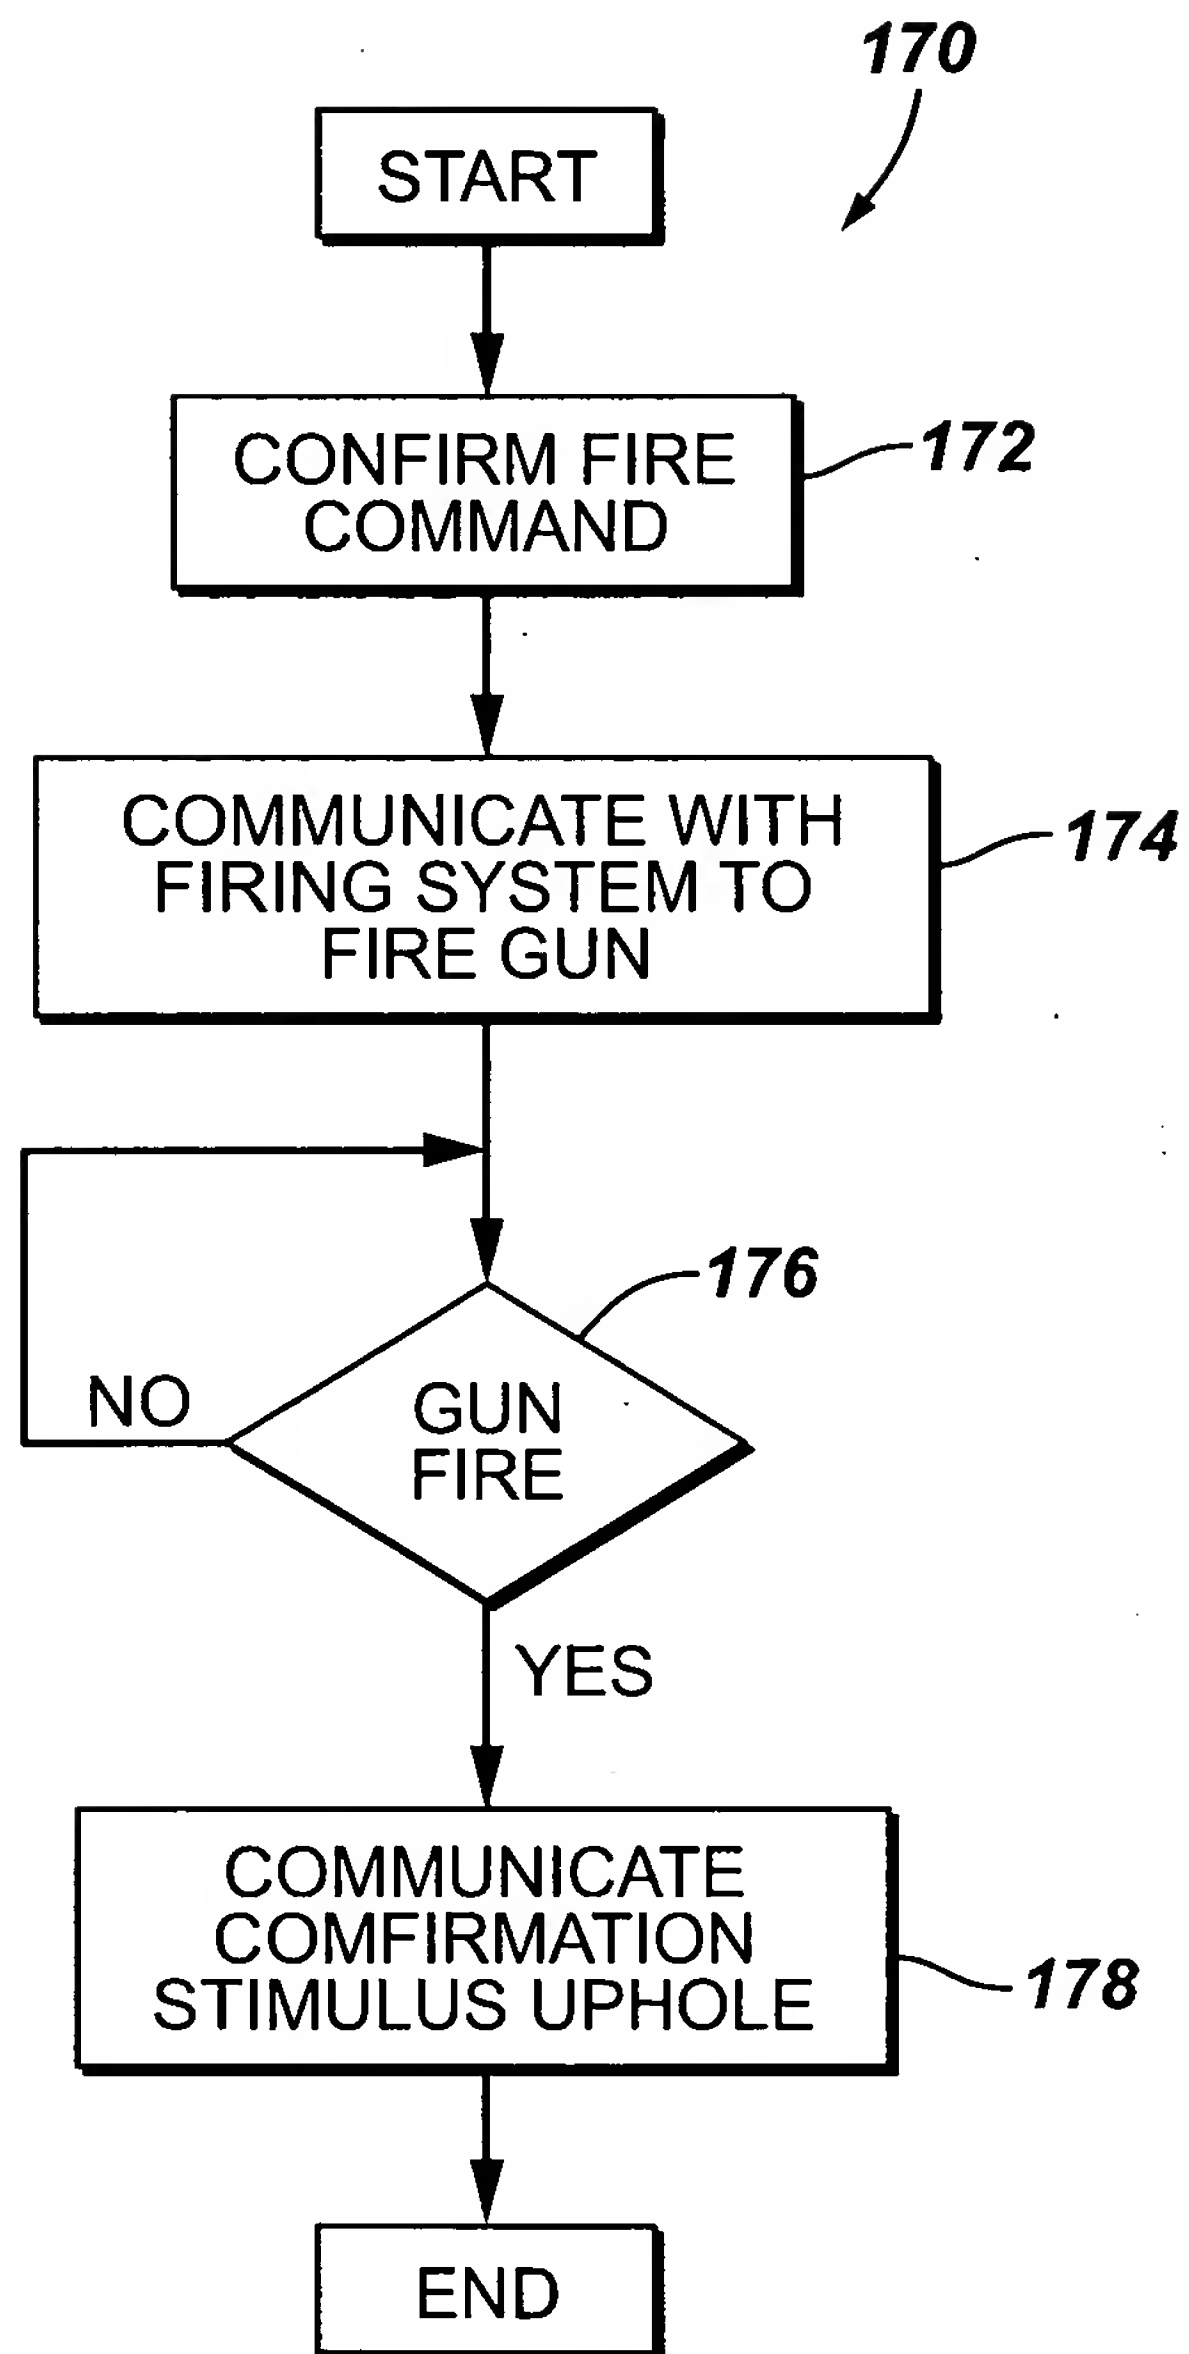 170
START
CONFIRM FIRE
COMMAND
172
COMMUNICATE WITH
FIRING SYSTEM TO
FIRE GUN
174
176
NO
GUN
FIRE
YES
COMMUNICATE
COMFIRMATION
STIMULUS UPHOLE
178
END